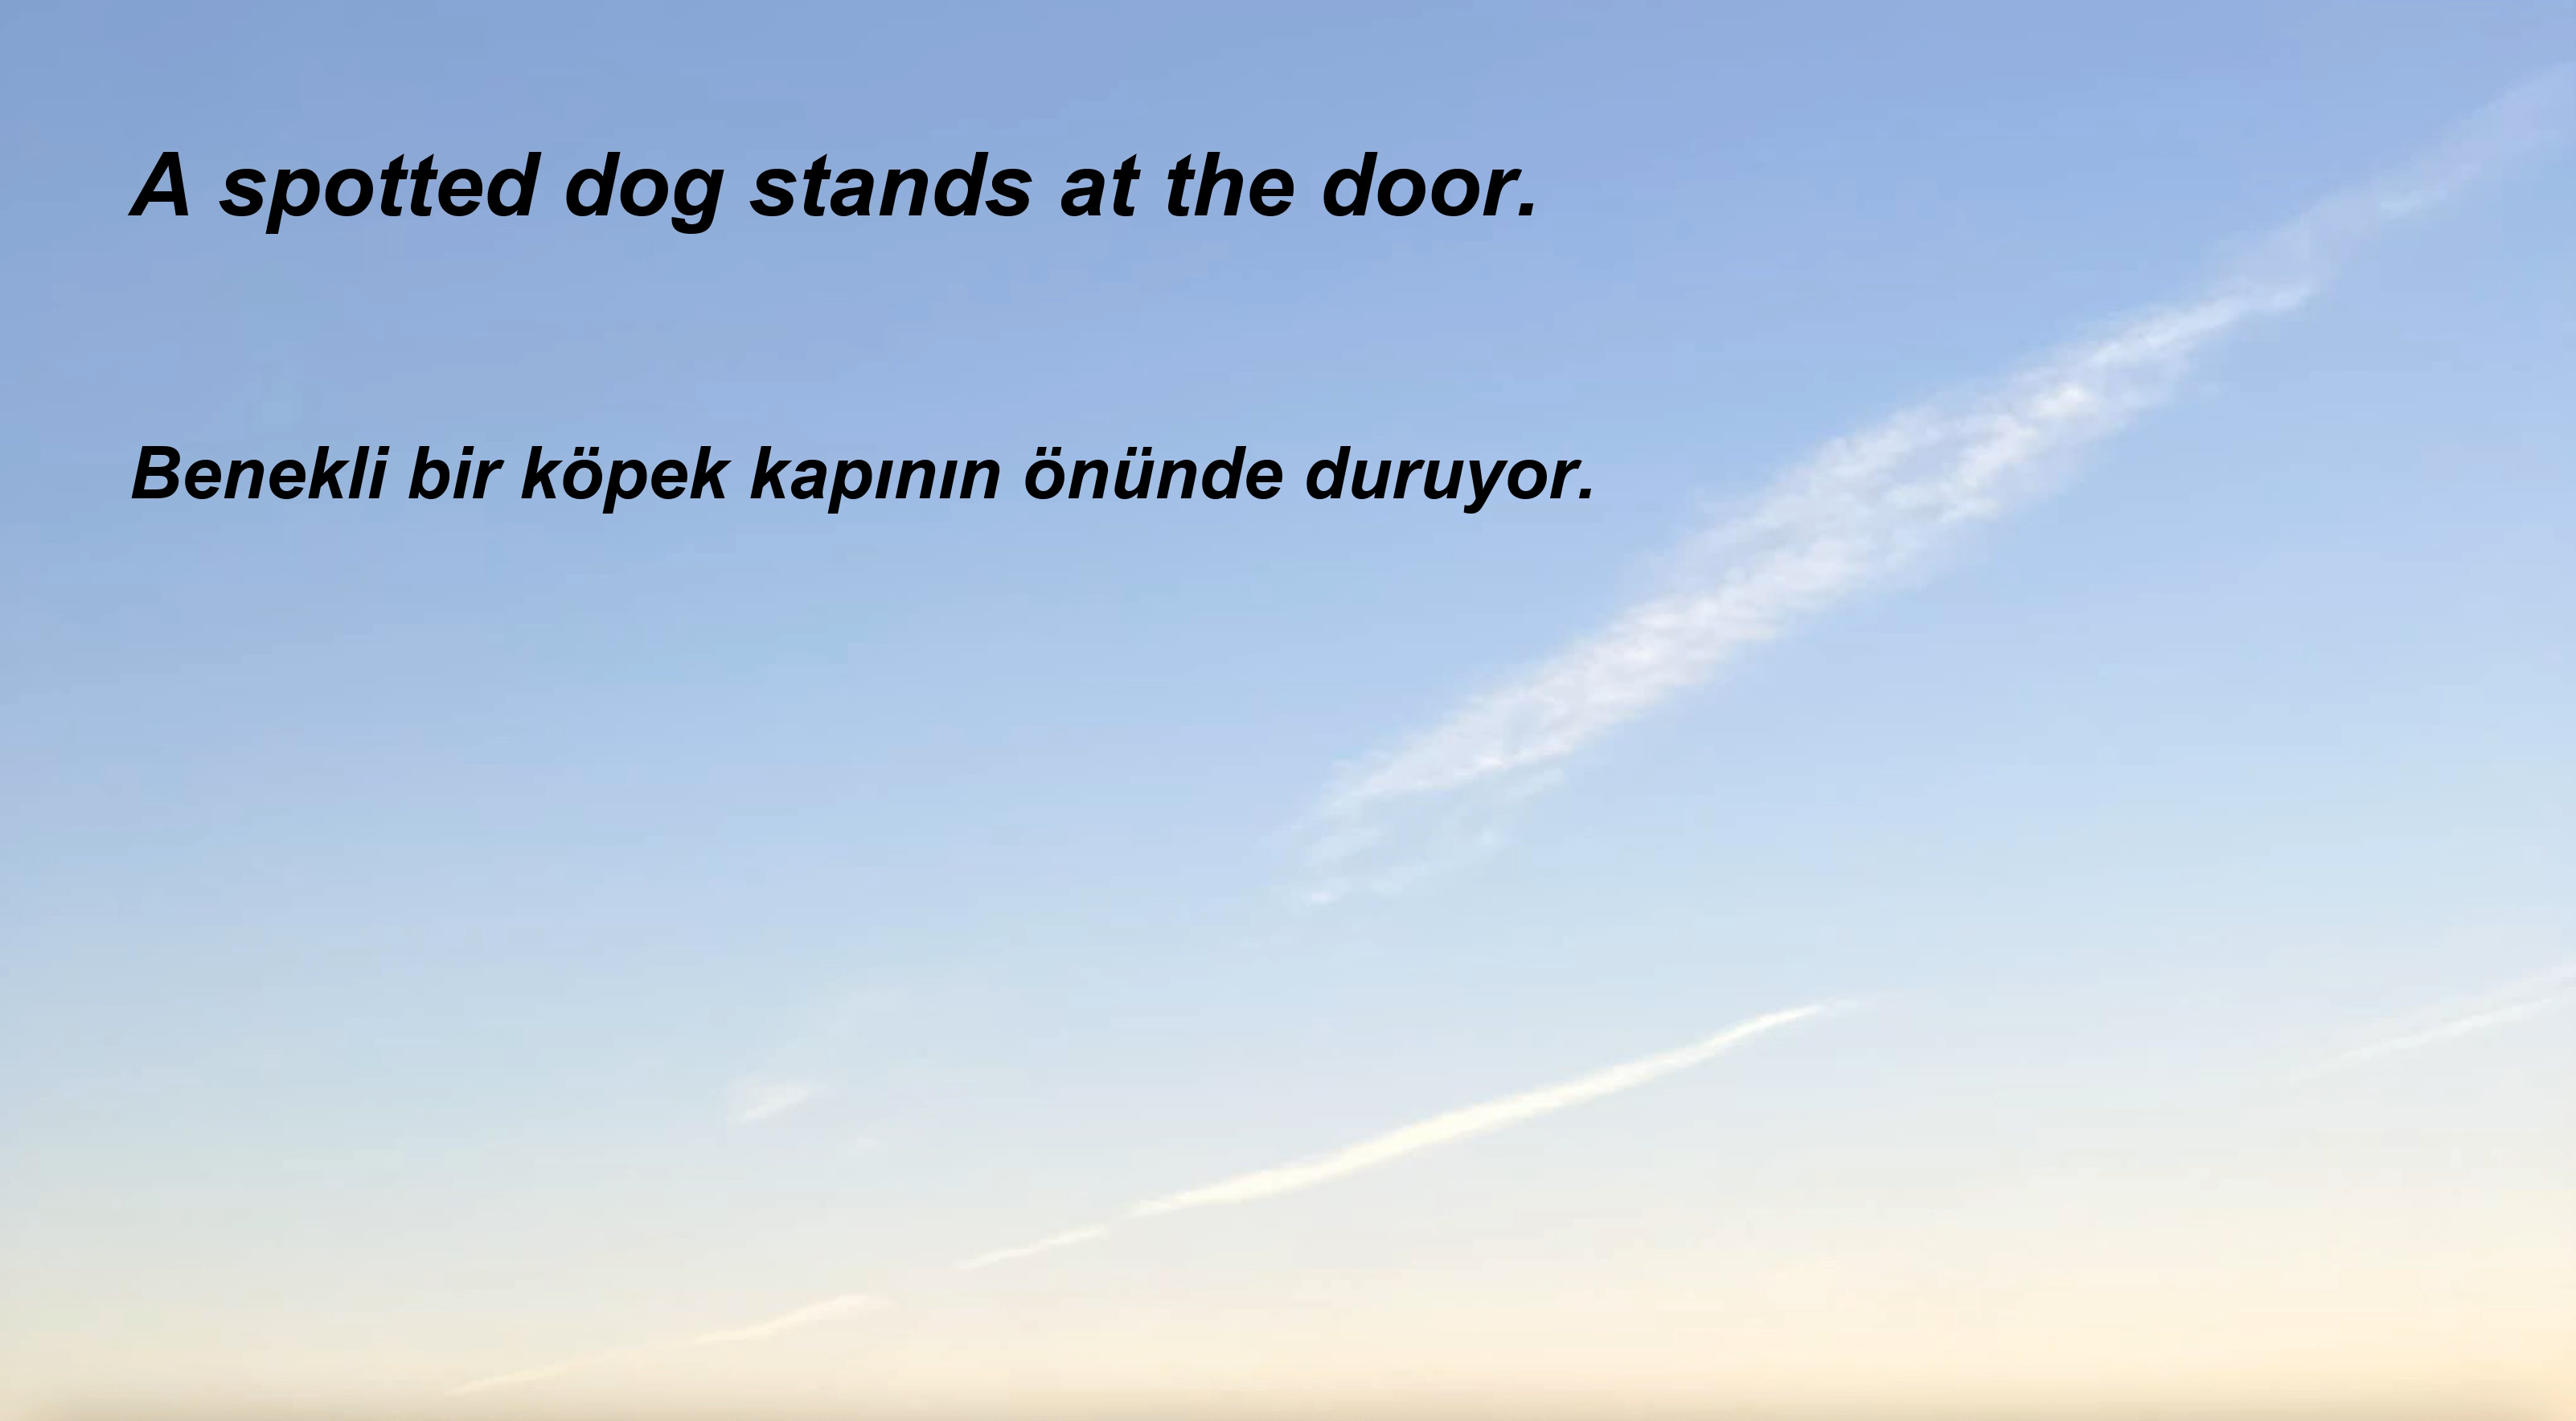 A spotted dog stands at the door.
Benekli bir köpek kapının önünde duruyor.